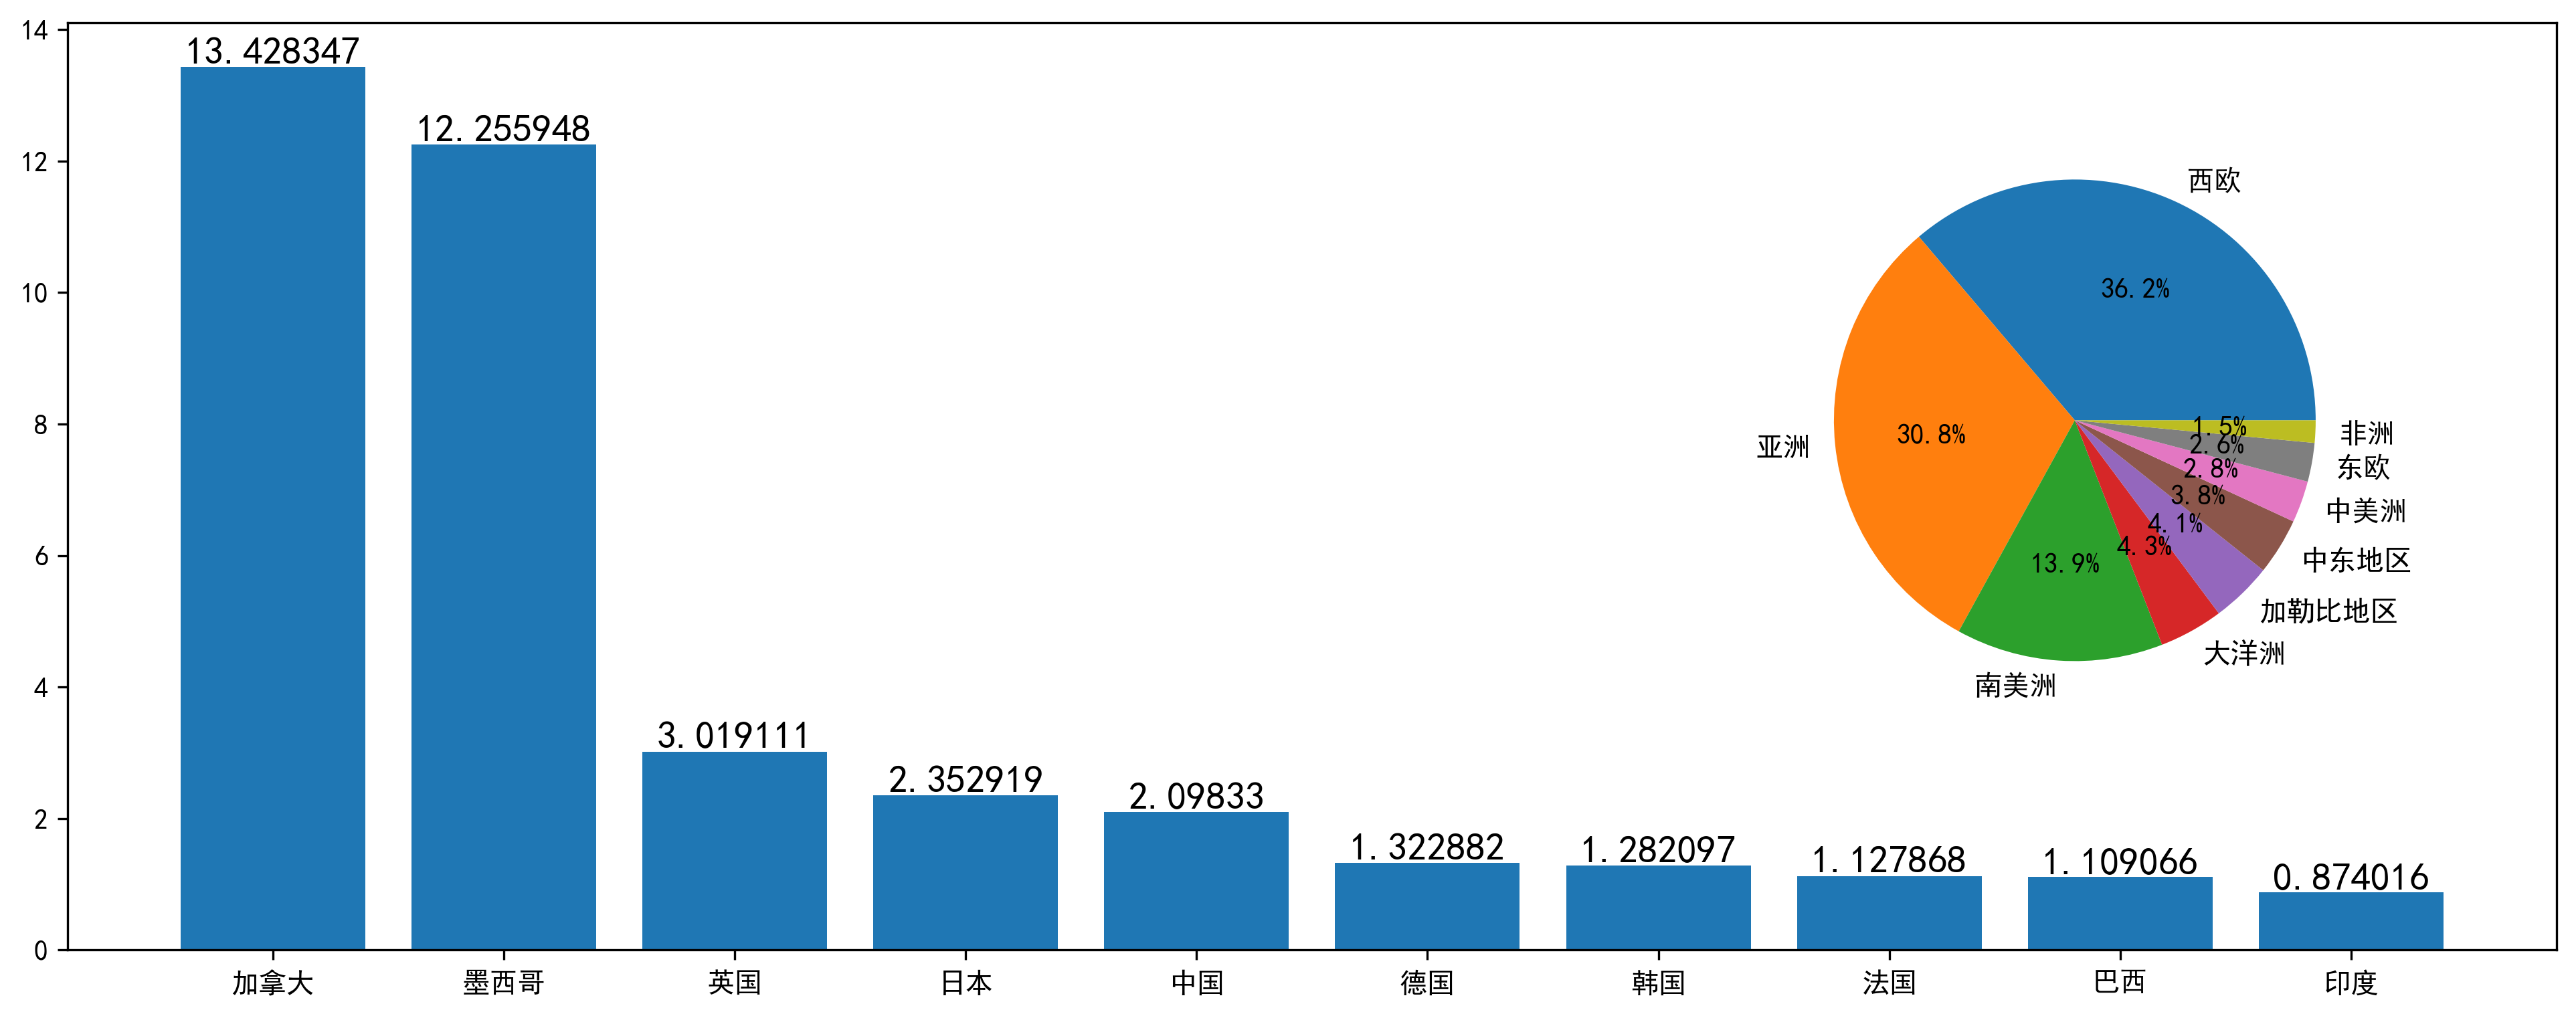 14
12
10
8
6
4
2
0
13.428347
12.255948
3.019111
2.352919
2.09833
1.322882
1.282097
1.127868
1.109066
0.874016
加拿大
墨西哥
英国
日本
中国
德国
韩国
法国
巴西
印度
西欧
36.2%
亚洲
30.8%
南美洲
13.9%
大洋洲
4.3%
加勒比地区
4.1%
中东地区
3.8%
中美洲
2.8%
东欧
2.6%
非洲
1.5%